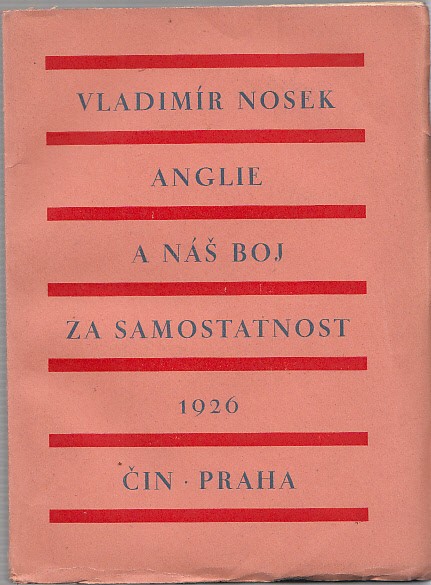 VLADIMÍR NOSEK
ANGLIE
A NÁŠ BOJ
ZA SAMOSTATNOST
1926
ČIN · PRAHA